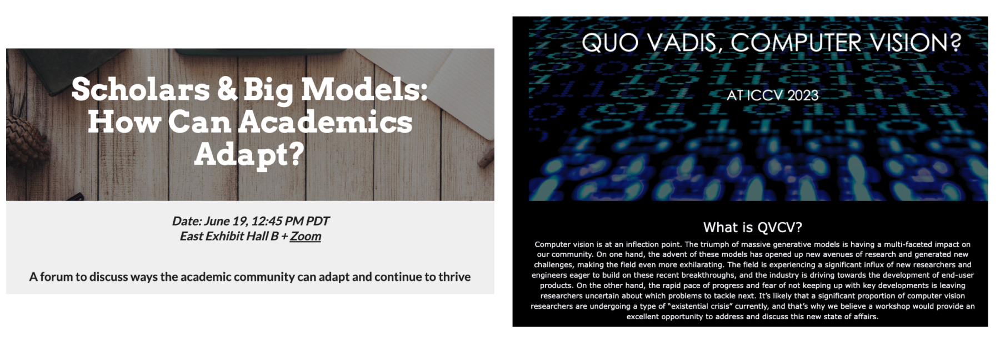 Scholars & Big Models:
How Can Academics
Adapt?
Date: June 19, 12:45 PM PDT
East Exhibit Hall B + Zoom
A forum to discuss ways the academic community can adapt and continue to thrive
QUO VADIS, COMPUTER VISION?
AT ICCV 2023
What is QVCV?
Computer vision is at an inflection point. The triumph of massive generative models is having a multi-faceted impact on
our community. On one hand, the advent of these models has opened up new avenues of research and generated new
challenges, making the field even more exhilarating. The field is experiencing a significant influx of new researchers and
engineers eager to build on these recent breakthroughs, and the industry is driving towards the development of end-user
products. On the other hand, the rapid pace of progress and fear of not keeping up with key developments is leaving
researchers uncertain about which problems to tackle next. It’s likely that a significant proportion of computer vision
researchers are undergoing a type of “existential crisis” currently, and that’s why we believe a workshop would provide an
excellent opportunity to address and discuss this new state of affairs.